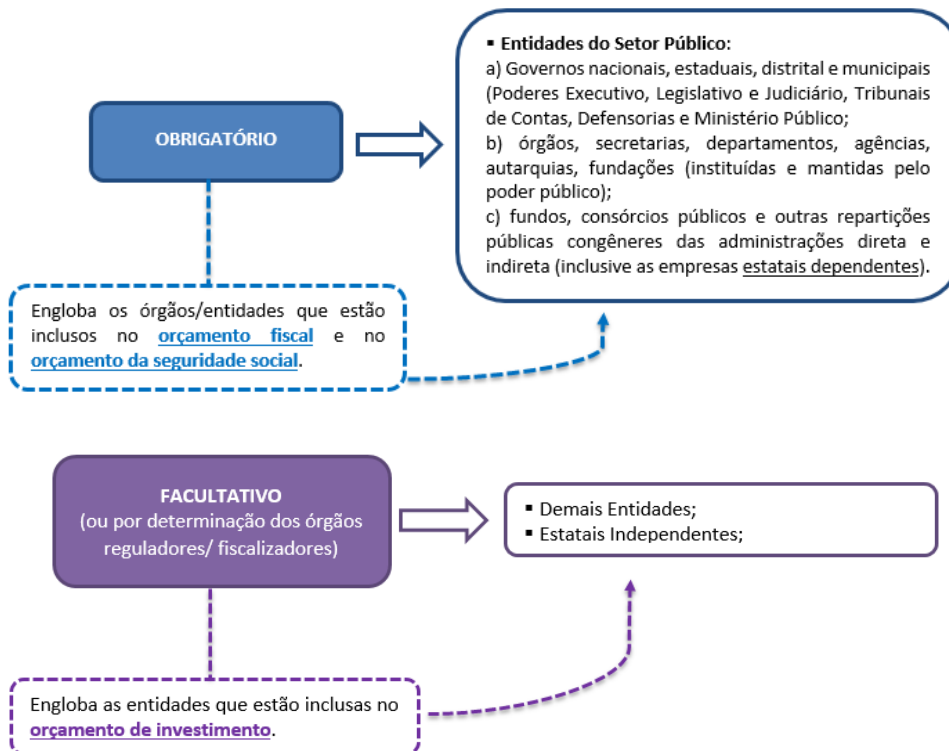 OBRIGATÓRIO
▪ Entidades do Setor Público:
a) Governos nacionais, estaduais, distrital e municipais
(Poderes Executivo, Legislativo e Judiciário, Tribunais
de Contas, Defensorias e Ministério Público;
b) órgãos, secretarias, departamentos, agências,
autarquias, fundações (instituídas e mantidas pelo
poder público);
c) fundos, consórcios públicos e outras repartições
públicas congêneres das administrações direta e
indireta (inclusive as empresas estatais dependentes).
Engloba os órgãos/entidades que estão
inclusos no orçamento fiscal e no
orçamento da seguridade social.
FACULTATIVO
(ou por determinação dos órgãos
reguladores/ fiscalizadores)
▪ Demais Entidades;
▪ Estatais Independentes;
Engloba as entidades que estão inclusas no
orçamento de investimento.